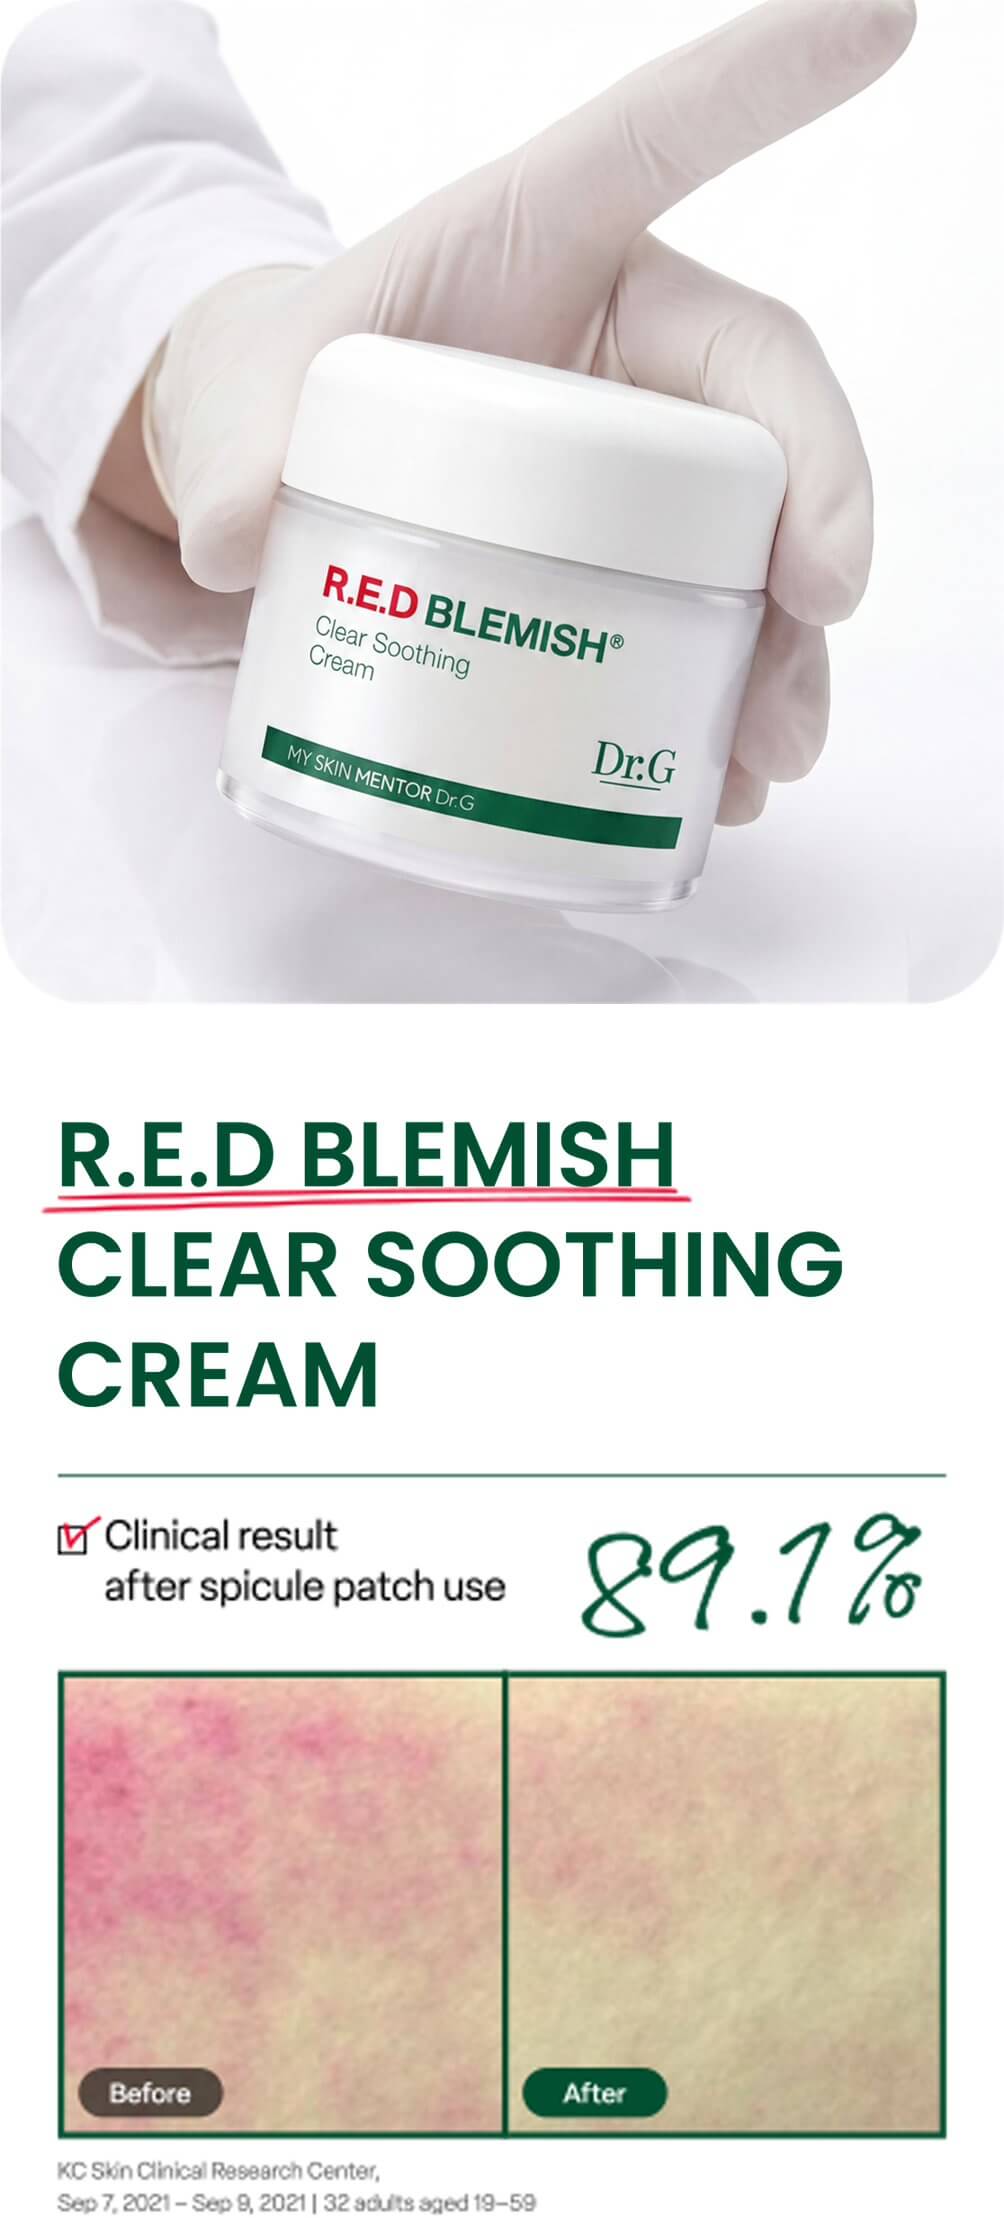 R.E.D BLEMISH®
Clear Soothing
Cream
Dr.G
MY SKIN MENTOR Dr.G
R.E.D BLEMISH
CLEAR SOOTHING
CREAM
Clinical result
after spicule patch use
89.1%
Before
After
KC Skin Clinical Research Center,
Sep 7, 2021 – Sep 9, 2021 | 32 adults aged 19–59